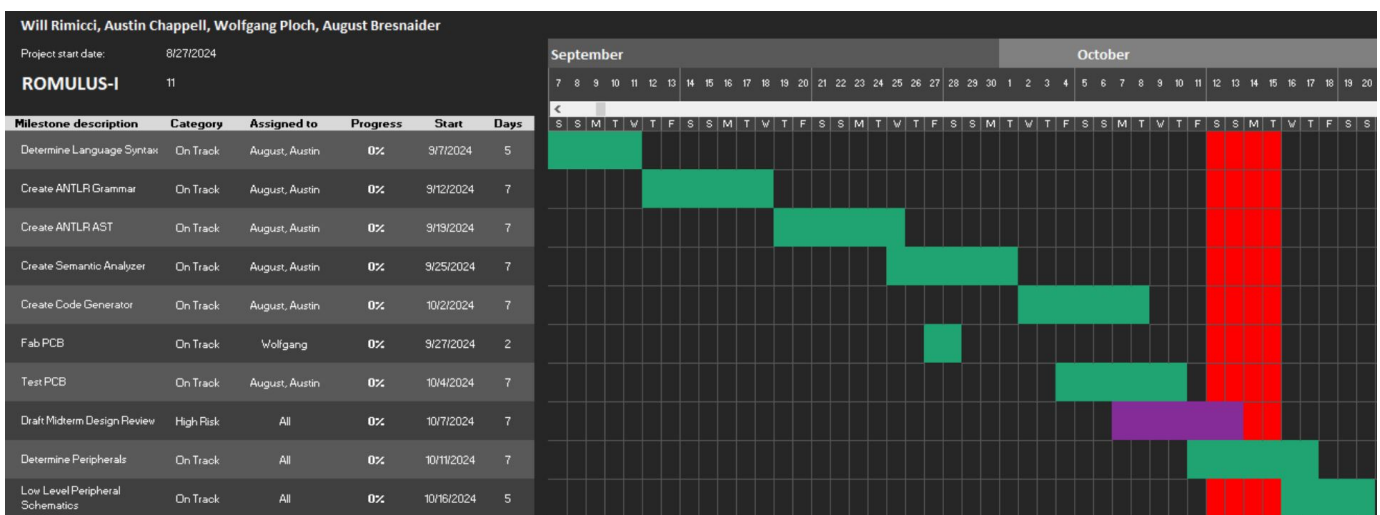 Will Rimicci, Austin Chappell, Wolfgang Ploch, August Bresnaider
Project start date: 8/27/2024
September October
ROMULUS-I 11
7 8 9 10 11 12 13 14 15 16 17 18 19 20 21 22 23 24 25 26 27 28 29 30 1 2 3 4 5 6 7 8 9 10 11 12 13 14 15 16 17 18 19 20
Milestone description Category Assigned to Progress Start Days S S M T W T F S S M T W T F S S M T W T F S S M T W T F S S M T W T F S S M T W T F S S
Determine Language Syntax On Track August, Austin 0% 9/7/2024 5
Create ANTLR Grammar On Track August, Austin 0% 9/12/2024 7
Create ANTLR AST On Track August, Austin 0% 9/19/2024 7
Create Semantic Analyzer On Track August, Austin 0% 9/25/2024 7
Create Code Generator On Track August, Austin 0% 10/2/2024 7
Fab PCB On Track Wolfgang 0% 9/27/2024 2
Test PCB On Track August, Austin 0% 10/4/2024 7
Draft Midterm Design Review High Risk All 0% 10/7/2024 7
Determine Peripherals On Track All 0% 10/11/2024 7
Low Level Peripheral
Schematics On Track All 0% 10/16/2024 5